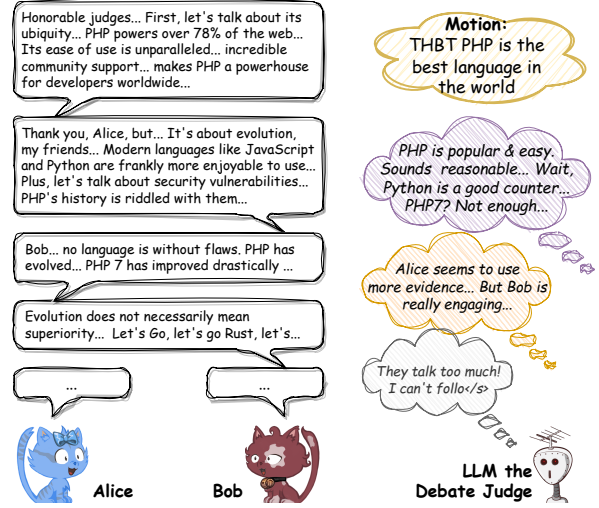 Honorable judges... First, let's talk about its
ubiquity... PHP powers over 78% of the web...
Its ease of use is unparalleled... incredible
community support... makes PHP a powerhouse
for developers worldwide...
Thank you, Alice, but... It's about evolution,
my friends... Modern languages like JavaScript
and Python are frankly more enjoyable to use...
Plus, let's talk about security vulnerabilities...
PHP's history is riddled with them...
Bob... no language is without flaws. PHP has
evolved... PHP 7 has improved drastically ...
Evolution does not necessarily mean
superiority... Let's Go, let's go Rust, let's...
...
...
Alice
Bob
Motion:
THBT PHP is the
best language in
the world
PHP is popular & easy.
Sounds reasonable... Wait,
Python is a good counter...
PHP7? Not enough...
Alice seems to use
more evidence... But Bob is
really engaging...
They talk too much!
I can't follo</s>
LLM the
Debate Judge